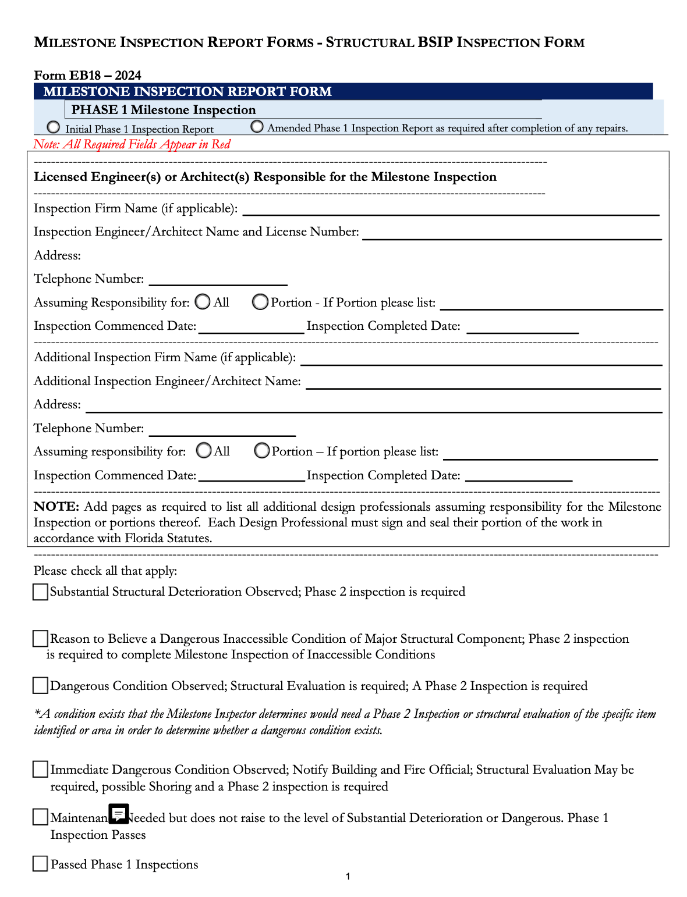 MILESTONE INSPECTION REPORT FORMS - STRUCTURAL BSIP INSPECTION FORM
Form EB18 – 2024
MILESTONE INSPECTION REPORT FORM
PHASE 1 Milestone Inspection
Initial Phase 1 Inspection Report Amended Phase 1 Inspection Report as required after completion of any repairs.
Note: All Required Fields Appear in Red
Licensed Engineer(s) or Architect(s) Responsible for the Milestone Inspection
Inspection Firm Name (if applicable):
Inspection Engineer/Architect Name and License Number:
Address:
Telephone Number:
Assuming Responsibility for: All Portion - If Portion please list:
Inspection Commenced Date: Inspection Completed Date:
Additional Inspection Firm Name (if applicable):
Additional Inspection Engineer/Architect Name:
Address:
Telephone Number:
Assuming responsibility for: All Portion – If portion please list:
Inspection Commenced Date: Inspection Completed Date:
NOTE: Add pages as required to list all additional design professionals assuming responsibility for the Milestone
Inspection or portions thereof. Each Design Professional must sign and seal their portion of the work in
accordance with Florida Statutes.
Please check all that apply:
Substantial Structural Deterioration Observed; Phase 2 inspection is required
Reason to Believe a Dangerous Inaccessible Condition of Major Structural Component; Phase 2 inspection
is required to complete Milestone Inspection of Inaccessible Conditions
Dangerous Condition Observed; Structural Evaluation is required; A Phase 2 Inspection is required
*A condition exists that the Milestone Inspector determines would need a Phase 2 Inspection or structural evaluation of the specific item
identified or area in order to determine whether a dangerous condition exists.
Immediate Dangerous Condition Observed; Notify Building and Fire Official; Structural Evaluation May be
required, possible Shoring and a Phase 2 inspection is required
Maintenan Needed but does not raise to the level of Substantial Deterioration or Dangerous. Phase 1
Inspection Passes
Passed Phase 1 Inspections
1